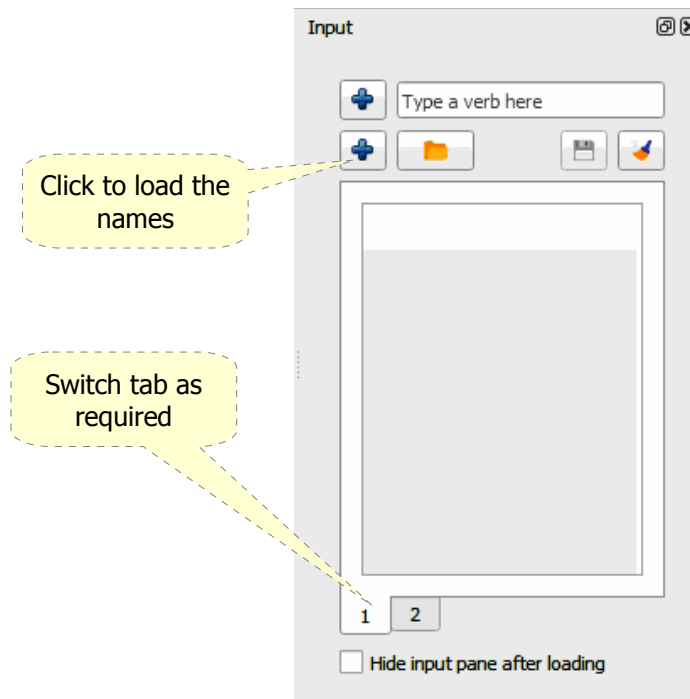 Input
Type a verb here
Click to load the
names
Switch tab as
required
1
2
Hide input pane after loading